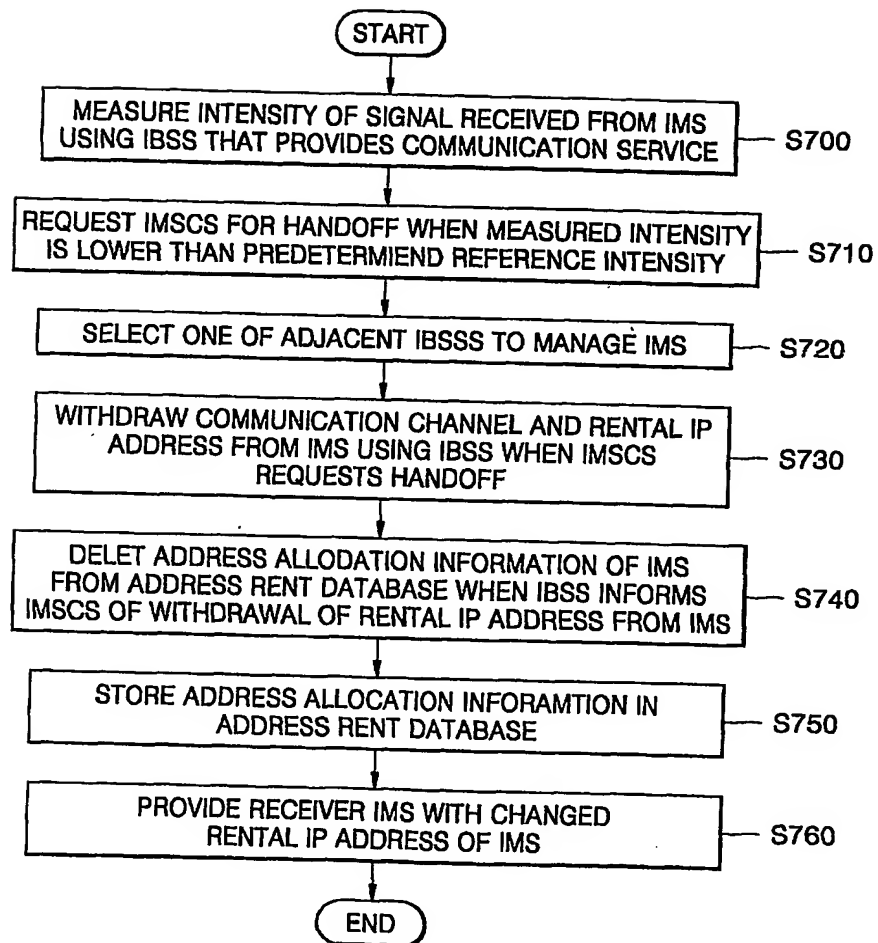 START
MEASURE INTENSITY OF SIGNAL RECEIVED FROM IMS
USING IBSS THAT PROVIDES COMMUNICATION SERVICE
S700
REQUEST IMSCS FOR HANDOFF WHEN MEASURED INTENSITY
IS LOWER THAN PREDETERMIEND REFERENCE INTENSITY
S710
SELECT ONE OF ADJACENT IBSSS TO MANAGE IMS
S720
WITHDRAW COMMUNICATION CHANNEL AND RENTAL IP
ADDRESS FROM IMS USING IBSS WHEN IMSCS
REQUESTS HANDOFF
S730
DELET ADDRESS ALLODATION INFORMATION OF IMS
FROM ADDRESS RENT DATABASE WHEN IBSS INFORMS
IMSCS OF WITHDRAWAL OF RENTAL IP ADDRESS FROM IMS
S740
STORE ADDRESS ALLOCATION INFORAMTION IN
ADDRESS RENT DATABASE
S750
PROVIDE RECEIVER IMS WITH CHANGED
RENTAL IP ADDRESS OF IMS
S760
END